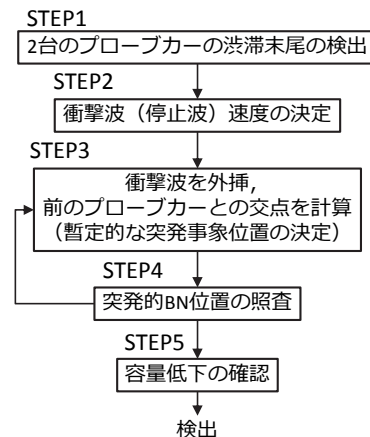 STEP1
2台のプローブカーの渋滞末尾の検出
STEP2
衝撃波（停止波）速度の決定
STEP3
衝撃波を外挿，
前のプローブカーとの交点を計算
（暫定的な突発事象位置の決定）
STEP4
突発的BN位置の照査
STEP5
容量低下の確認
検出